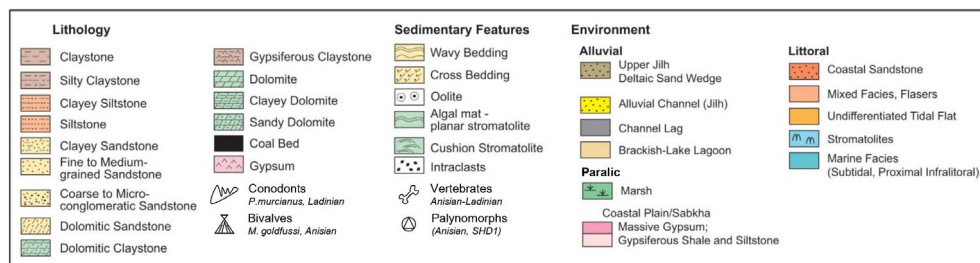 Lithology
Claystone
Silty Claystone
Clayey Siltstone
Siltstone
Clayey Sandstone
Fine to Medium-
grained Sandstone
Coarse to Micro-
conglomeratic Sandstone
Dolomitic Sandstone
Dolomitic Claystone
Gypsiferous Claystone
Dolomite
Clayey Dolomite
Sandy Dolomite
Coal Bed
Gypsum
Conodonts
P.murcianus, Ladinian
Bivalves
M. goldfussi, Anisian
Sedimentary Features
Wavy Bedding
Cross Bedding
Oolite
Algal mat -
planar stromatolite
Cushion Stromatolite
Intraclasts
Vertebrates
Anisian-Ladinian
Palynomorphs
(Anisian, SHD1)
Environment
Alluvial
Upper Jilh
Deltaic Sand Wedge
Alluvial Channel (Jilh)
Channel Lag
Brackish-Lake Lagoon
Paralic
Marsh
Coastal Plain/Sabkha
Massive Gypsum;
Gypsiferous Shale and Siltstone
Littoral
Coastal Sandstone
Mixed Facies, Flasers
Undifferentiated Tidal Flat
Stromatolites
Marine Facies
(Subtidal, Proximal Infralitoral)